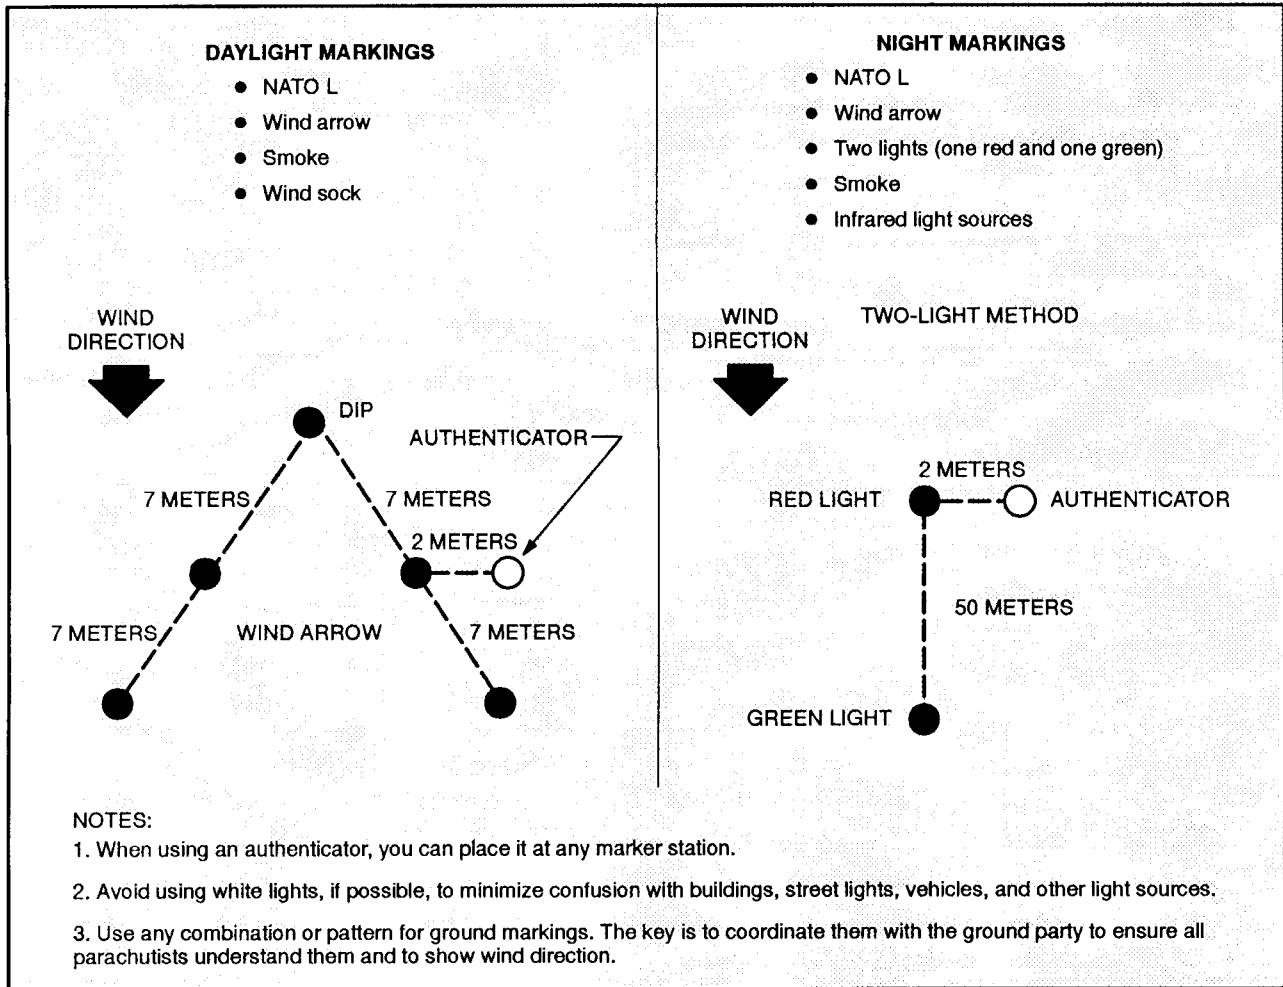 DAYLIGHT MARKINGS
● NATO L
● Wind arrow
● Smoke
● Wind sock
WIND
DIRECTION
DIP
AUTHENTICATOR
7 METERS
7 METERS
2 METERS
7 METERS
WIND ARROW
7 METERS
NIGHT MARKINGS
● NATO L
● Wind arrow
● Two lights (one red and one green)
● Smoke
● Infrared light sources
WIND
DIRECTION
TWO-LIGHT METHOD
2 METERS
RED LIGHT
AUTHENTICATOR
50 METERS
GREEN LIGHT
NOTES:
1. When using an authenticator, you can place it at any marker station.
2. Avoid using white lights, if possible, to minimize confusion with buildings, street lights, vehicles, and other light sources.
3. Use any combination or pattern for ground markings. The key is to coordinate them with the ground party to ensure all
parachutists understand them and to show wind direction.